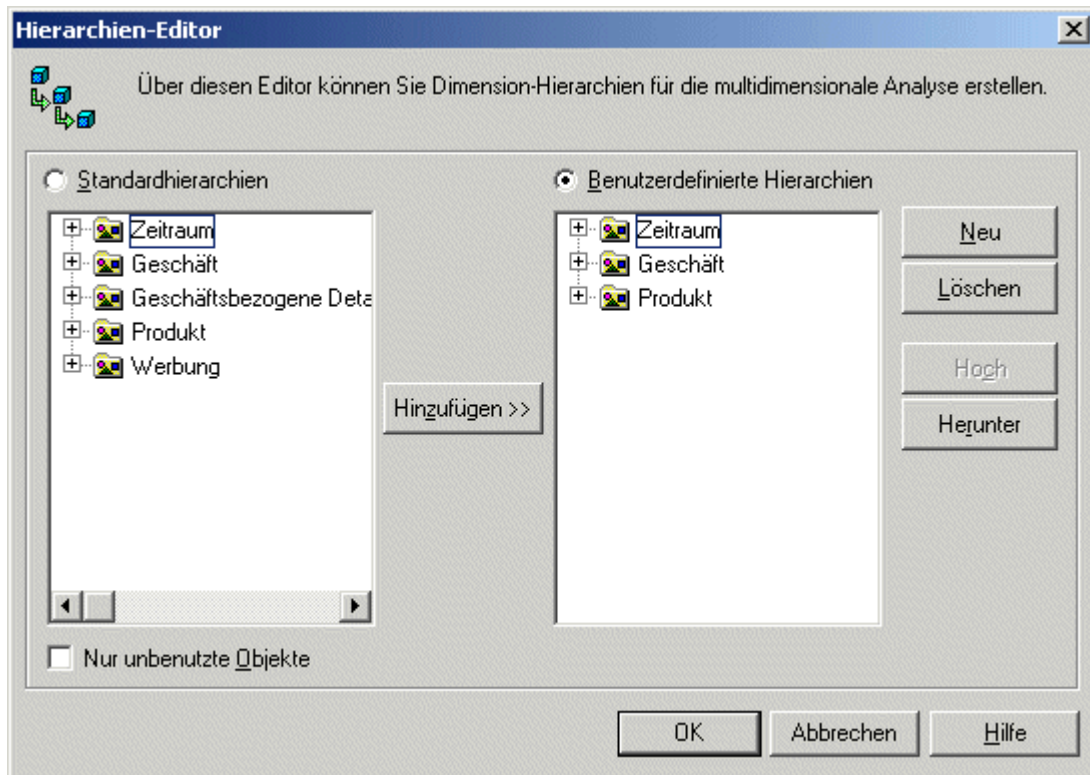 Hierarchien-Editor
Über diesen Editor können Sie Dimension-Hierarchien für die multidimensionale Analyse erstellen.
Standardhierarchien
Zeitraum
Geschäft
Geschäftsbezogene Deta
Produkt
Werbung
Nur unbenutzte Objekte
Hinzufügen >>
Benutzerdefinierte Hierarchien
Zeitraum
Geschäft
Produkt
Neu
Löschen
Hoch
Herunter
OK
Abbrechen
Hilfe